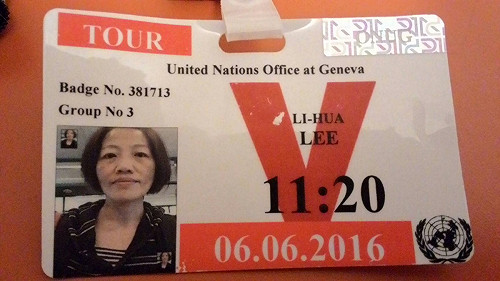 TOUR
UNOG
United Nations Office at Geneva
Badge No. 381713
Group No 3
V
LI-HUA
LEE
11:20
06.06.2016